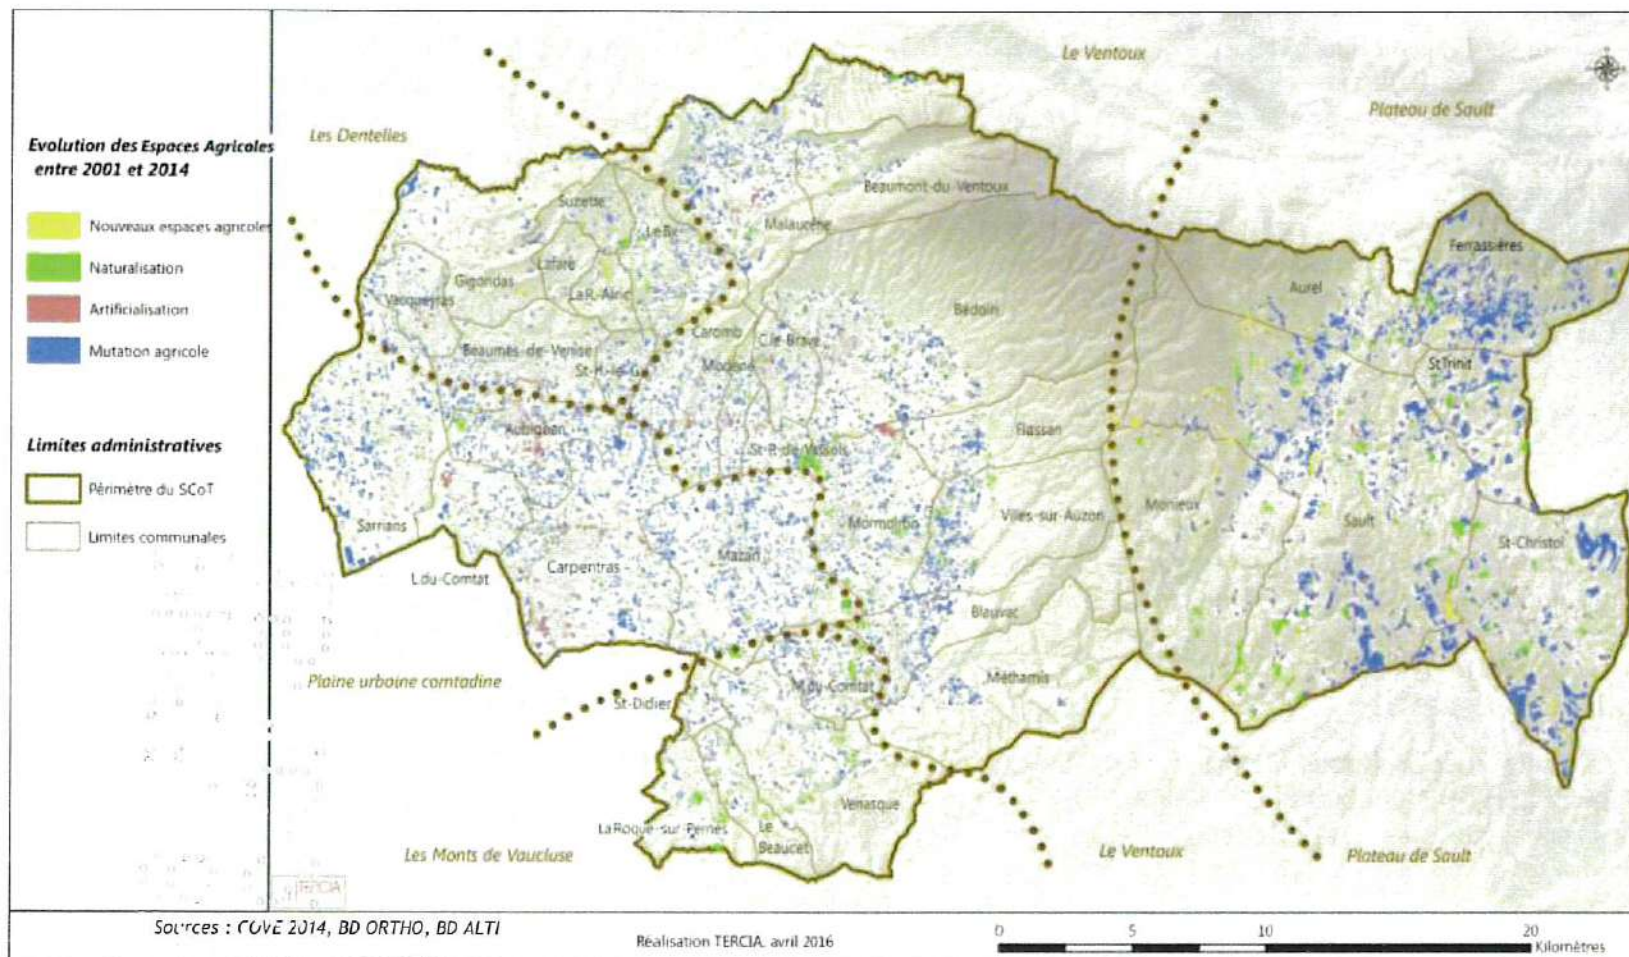 Evolution des Espaces Agricoles
entre 2001 et 2014
Nouveaux espaces agricoles
Naturalisation
Artificialisation
Mutation agricole
Limites administratives
Périmètre du SCoT
Limites communales
Le Ventoux
Plateau de Sault
Les Dentelles
Beaumont-du-Ventoux
Suzette
Malaucène
Le B.
Ferrassières
Lafare
Gigondas
Aurel
La R.-Alric
Vacqueyras
Bédoin
Caromb
C.le Brave
Beaumes-de-Venise
Modène
St-H.-le-G.
St Trinit
Aubignan
Flassan
St-P.-de-Vassols
Monieux
Villes-sur-Auzon
Sarrians
Mormoiron
Sault
St-Christol
Mazan
Carpentras
L.du-Comtat
Blauvac
Plaine urbaine comtadine
M.du-Comtat
Méthamis
St-Didier
Venasque
La Roque-sur-Pernes
Le
Beaucet
Les Monts de Vaucluse
Le Ventoux
Plateau de Sault
TERCIA
Sources : COVE 2014, BD ORTHO, BD ALTI
Réalisation TERCIA. avril 2016
0 5 10 20
Kilomètres